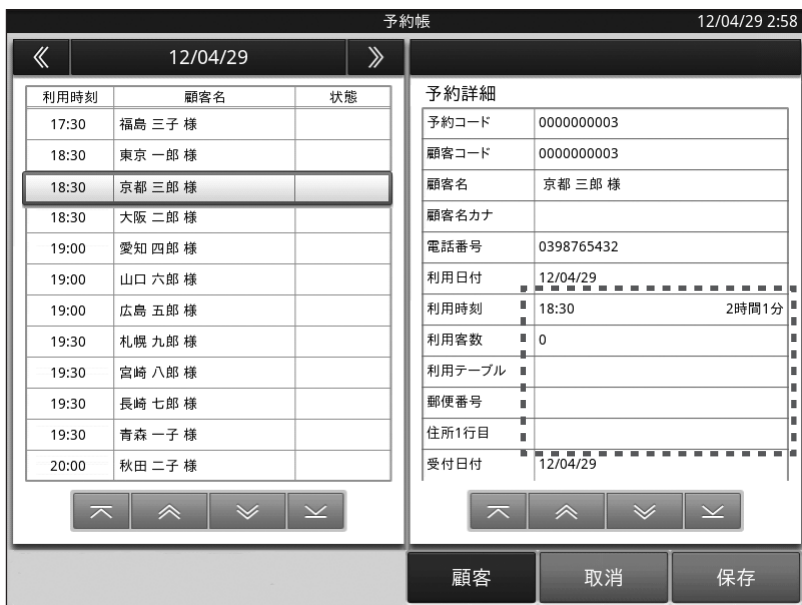 予約帳 12/04/29 2:58
12/04/29
利用時刻 顧客名 状態
17:30 福島 三子 様
18:30 東京 一郎 様
18:30 京都 三郎 様
18:30 大阪 二郎 様
19:00 愛知 四郎 様
19:00 山口 六郎 様
19:00 広島 五郎 様
19:30 札幌 九郎 様
19:30 宮崎 八郎 様
19:30 長崎 七郎 様
19:30 青森 一子 様
20:00 秋田 二子 様
予約詳細
予約コード 0000000003
顧客コード 0000000003
顧客名 京都 三郎 様
顧客名カナ
電話番号 0398765432
利用日付 12/04/29
利用時刻 18:30 2時間1分
利用客数 0
利用テーブル
郵便番号
住所1行目
受付日付 12/04/29
顧客 取消 保存